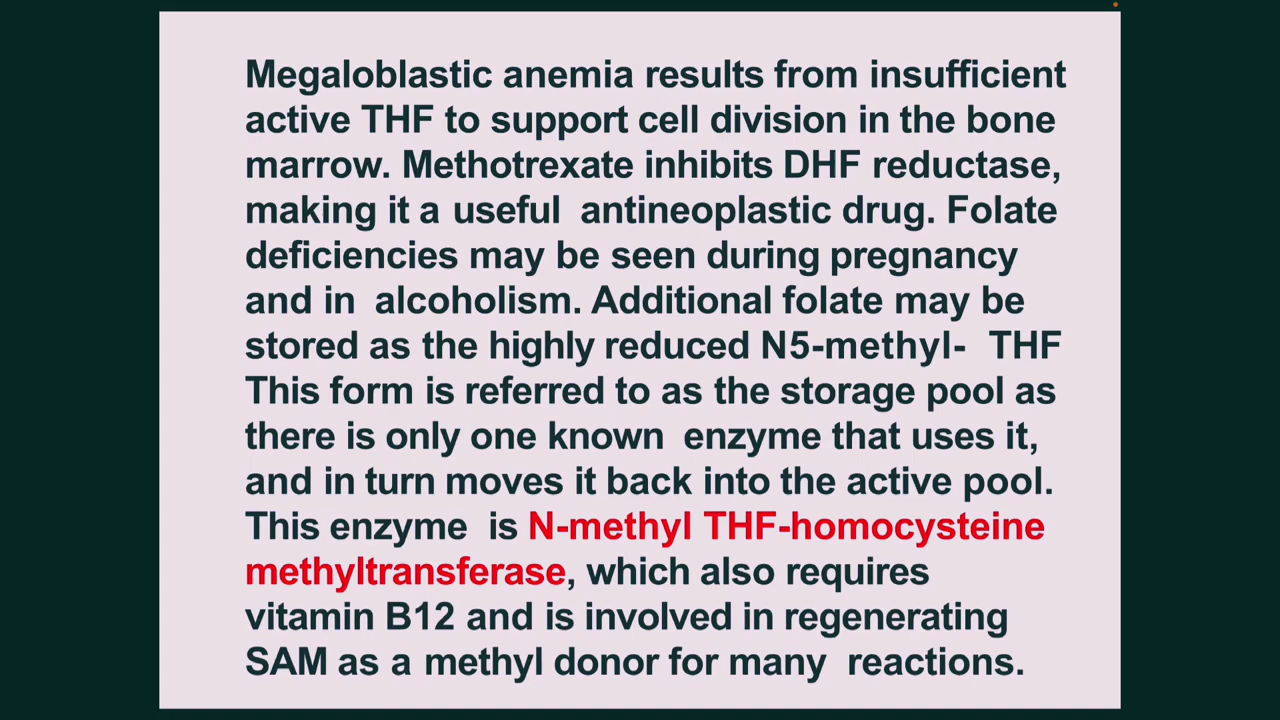 Megaloblastic anemia results from insufficient
active THF to support cell division in the bone
marrow. Methotrexate inhibits DHF reductase,
making it a useful antineoplastic drug. Folate
deficiencies may be seen during pregnancy
and in alcoholism. Additional folate may be
stored as the highly reduced N5-methyl- THF
This form is referred to as the storage pool as
there is only one known enzyme that uses it,
and in turn moves it back into the active pool.
This enzyme is N-methyl THF-homocysteine
methyltransferase, which also requires
vitamin B12 and is involved in regenerating
SAM as a methyl donor for many reactions.